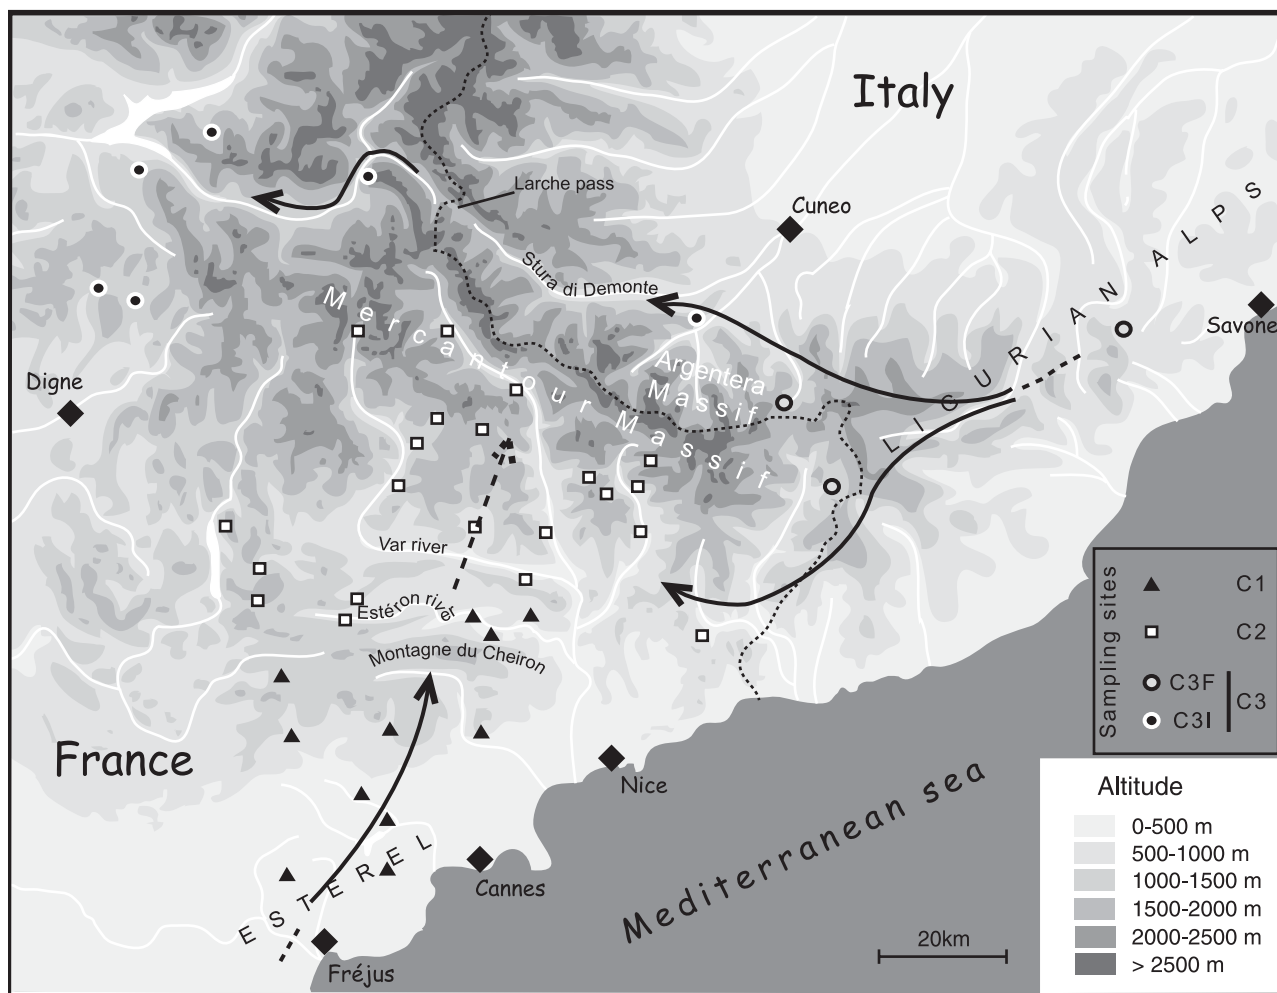 Italy
Larche pass
Cuneo
Stura di Demonte
LIGURIAN ALPS
Savone
Mercantour Massif
Argentera
Massif
Digne
Var river
Estéron river
Montagne du Cheiron
France
Nice
ESTEREL
Cannes
Fréjus
Mediterranean sea
20km
Sampling sites
C1
C2
C3F
C3I
C3
Altitude
0-500 m
500-1000 m
1000-1500 m
1500-2000 m
2000-2500 m
> 2500 m